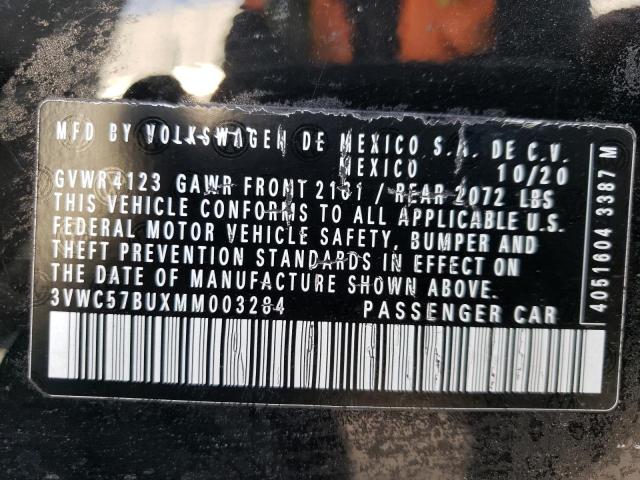 MFD BY VOLKSWAGEN DE MEXICO S.A. DE C.V.
MEXICO 10/20
GVWR 4123 GAWR FRONT 2161 / REAR 2072 LBS
THIS VEHICLE CONFORMS TO ALL APPLICABLE U.S.
FEDERAL MOTOR VEHICLE SAFETY, BUMPER AND
THEFT PREVENTION STANDARDS IN EFFECT ON
THE DATE OF MANUFACTURE SHOWN ABOVE.
3VWC57BUXMM003284 PASSENGER CAR
4051604 3387 M